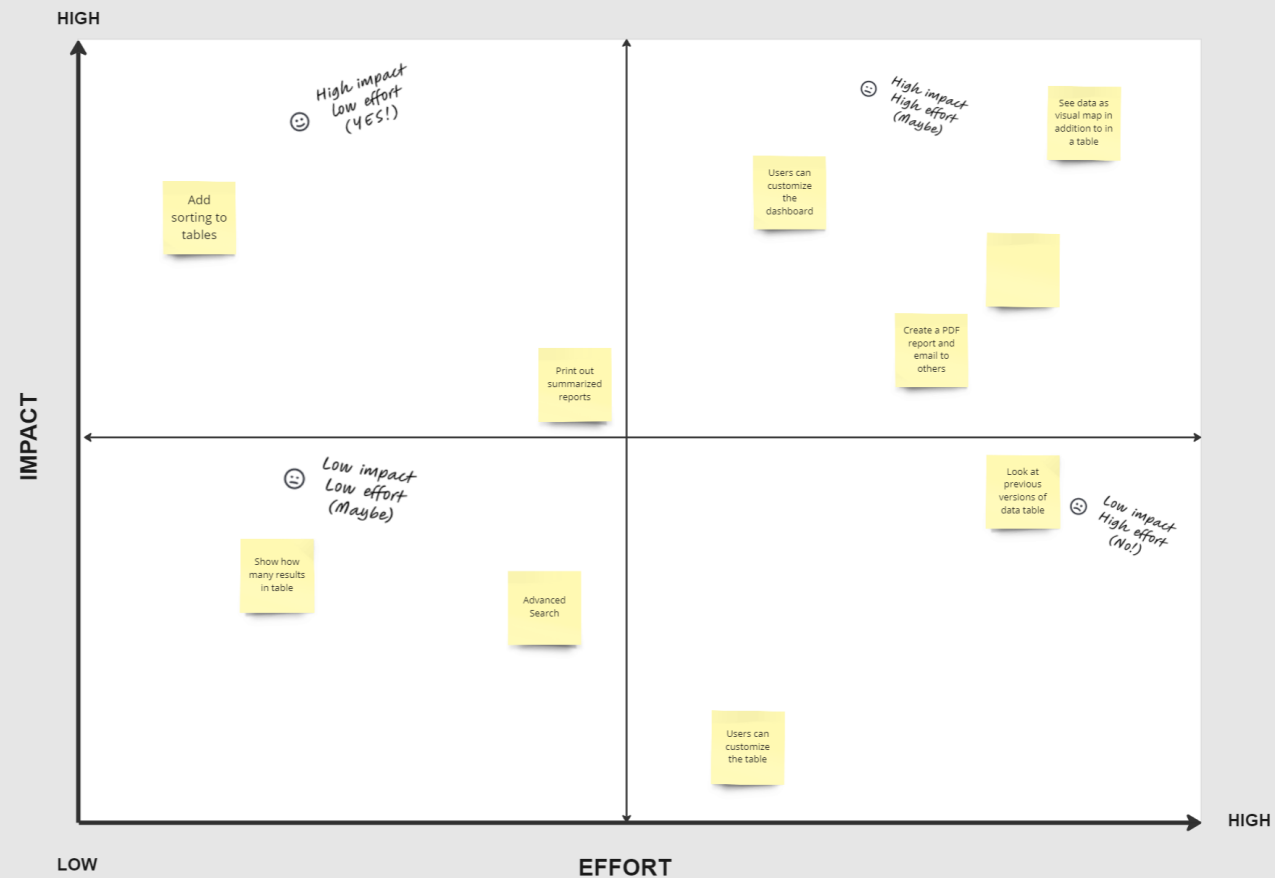 HIGH
High impact
Low effort
(YES!)
High impact
High effort
(Maybe)
See data as
visual map in
addition to in
a table
Users can
customize
the
dashboard
Add
sorting to
tables
Create a PDF
report and
email to
others
Print out
summarized
reports
IMPACT
Low impact
Low effort
(Maybe)
Look at
previous
versions of
data table
Low impact
High effort
(No!)
Show how
many results
in table
Advanced
Search
Users can
customize
the table
HIGH
LOW
EFFORT